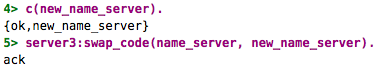 4> c(new_name_server).
{ok,new_name_server}
5> server3:swap_code(name_server, new_name_server).
ack